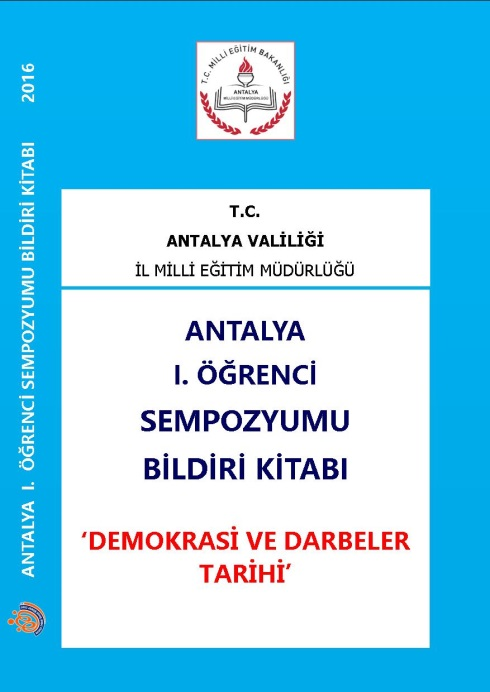 2016
ANTALYA I. ÖĞRENCİ SEMPOZYUMU BİLDİRİ KİTABI
T.C. MİLLİ EĞİTİM BAKANLIĞI
ANTALYA
MİLLİ EĞİTİM MÜDÜRLÜĞÜ
T.C.
ANTALYA VALİLİĞİ
İL MİLLİ EĞİTİM MÜDÜRLÜĞÜ
ANTALYA
I. ÖĞRENCİ
SEMPOZYUMU
BİLDİRİ KİTABI
‘DEMOKRASİ VE DARBELER
TARİHİ’